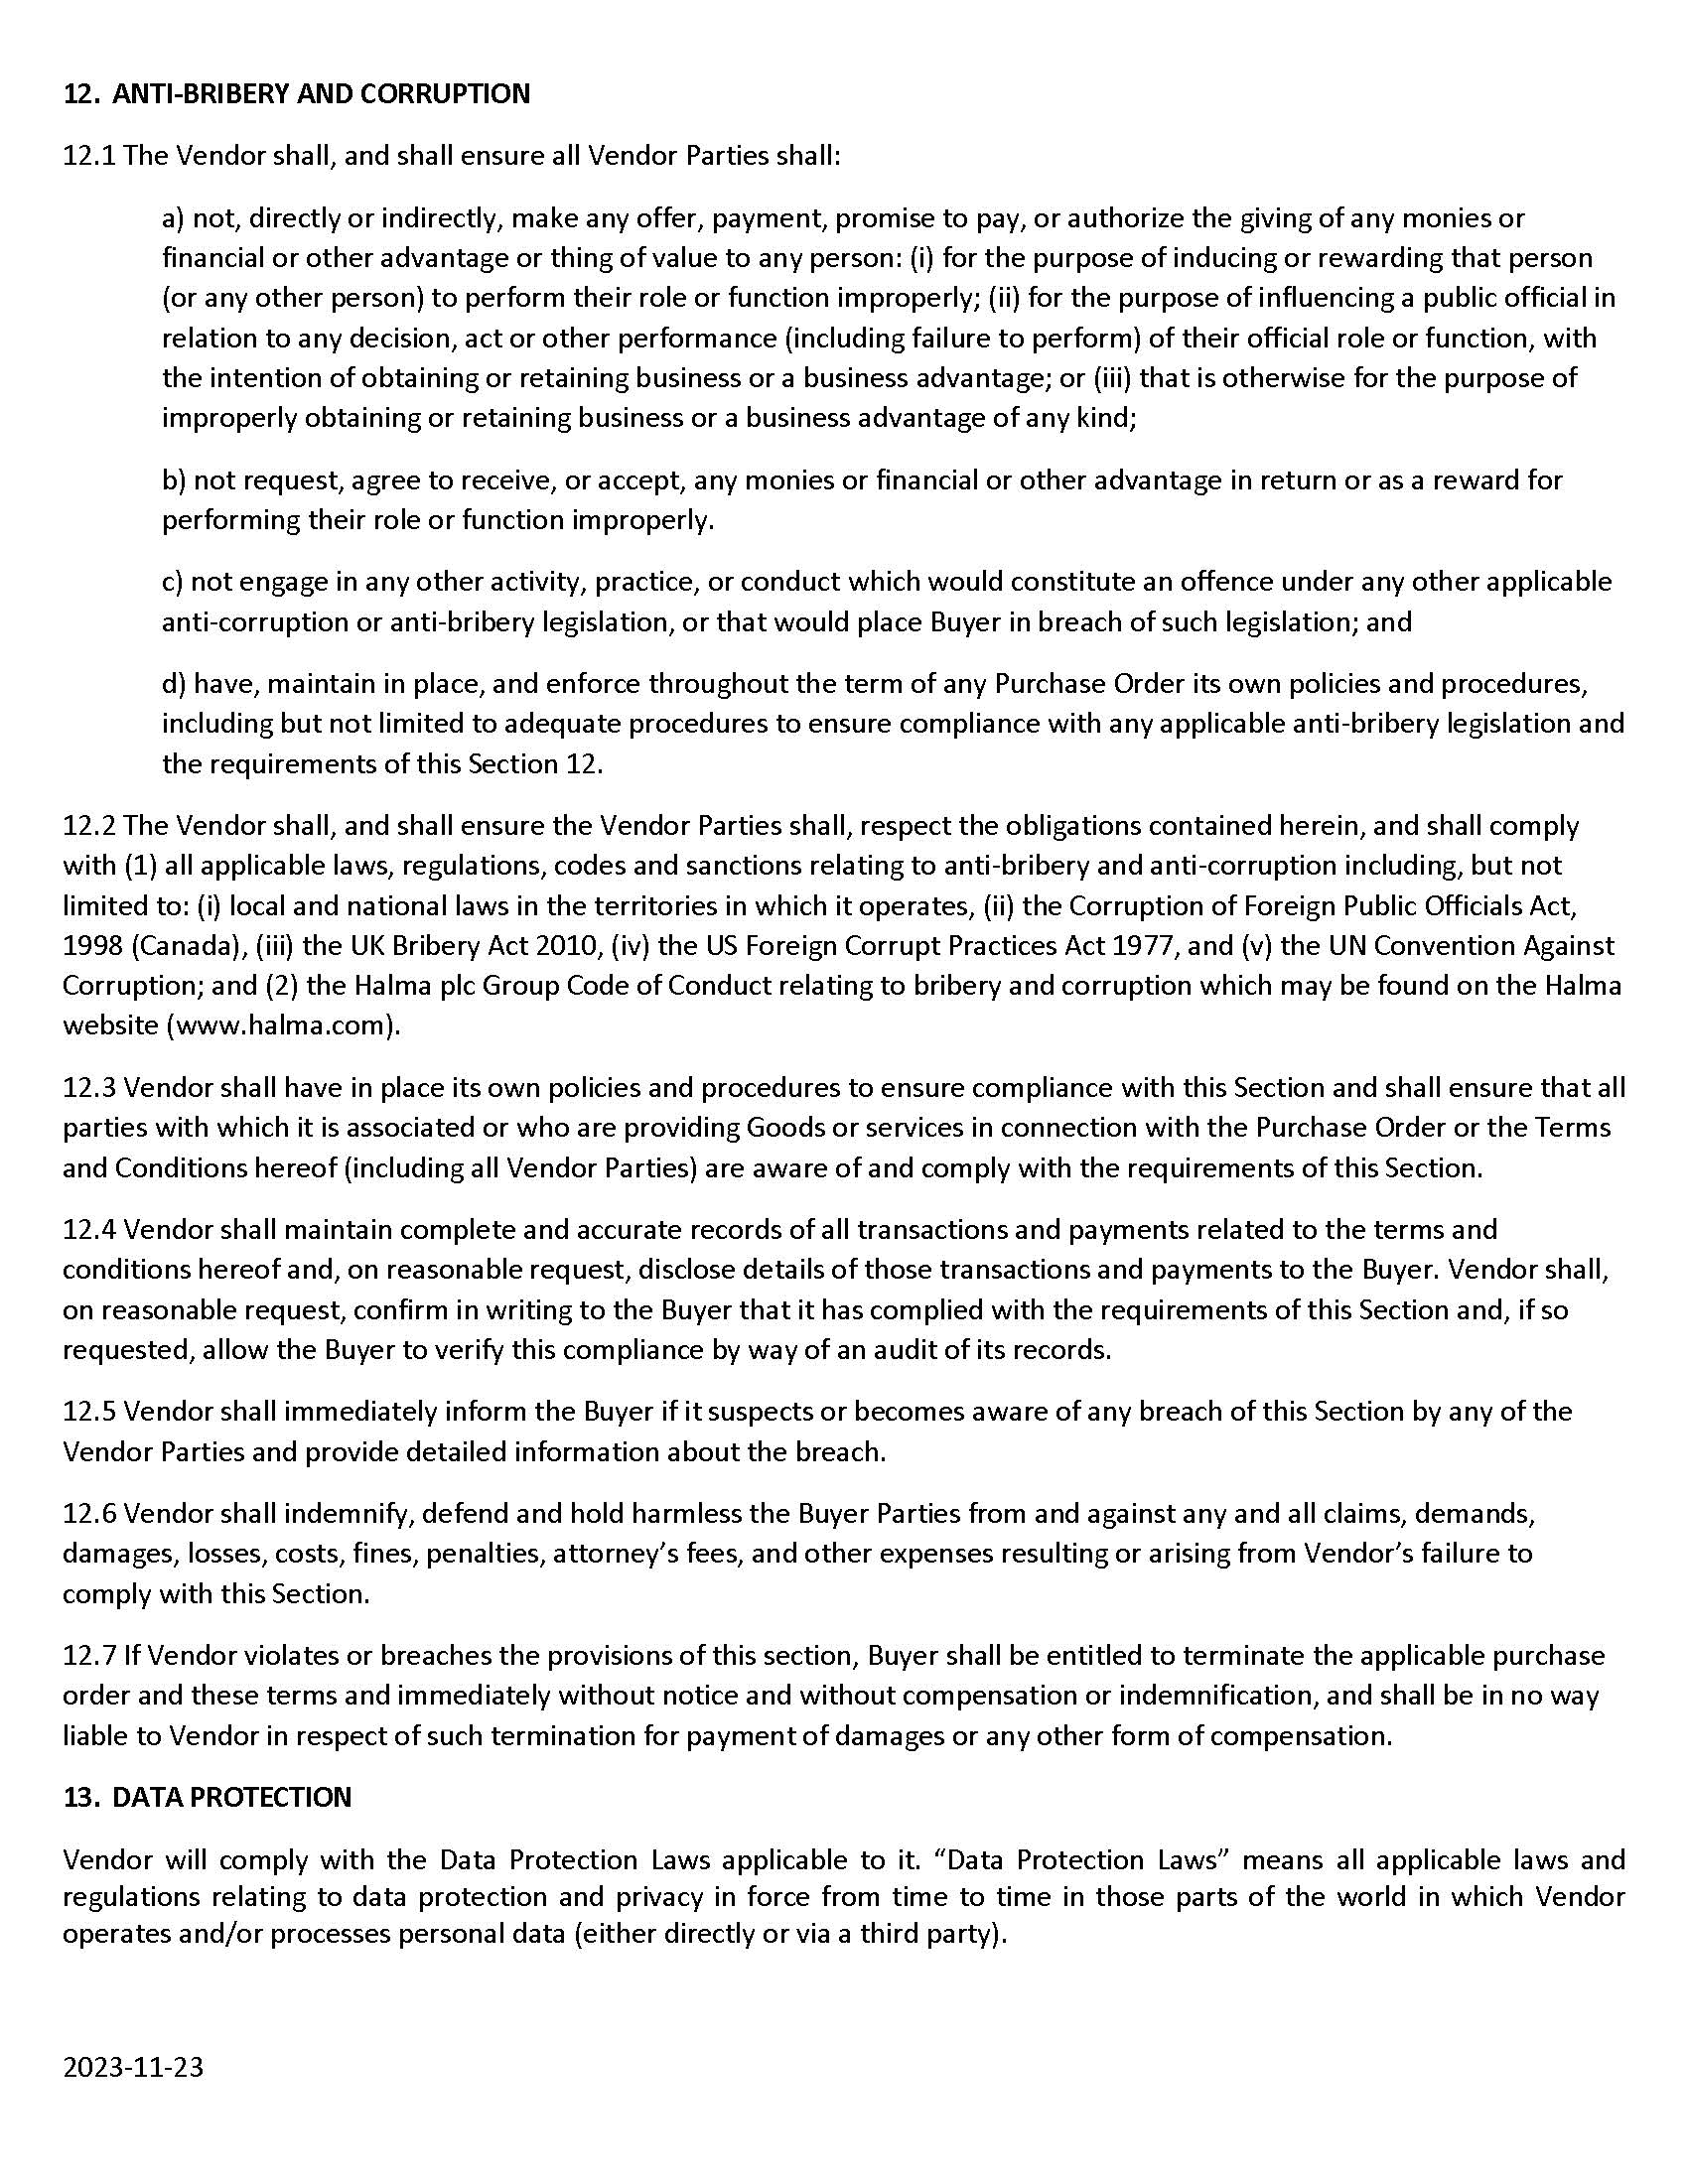 12. ANTI-BRIBERY AND CORRUPTION
12.1 The Vendor shall, and shall ensure all Vendor Parties shall:
a) not, directly or indirectly, make any offer, payment, promise to pay, or authorize the giving of any monies or
financial or other advantage or thing of value to any person: (i) for the purpose of inducing or rewarding that person
(or any other person) to perform their role or function improperly; (ii) for the purpose of influencing a public official in
relation to any decision, act or other performance (including failure to perform) of their official role or function, with
the intention of obtaining or retaining business or a business advantage; or (iii) that is otherwise for the purpose of
improperly obtaining or retaining business or a business advantage of any kind;
b) not request, agree to receive, or accept, any monies or financial or other advantage in return or as a reward for
performing their role or function improperly.
c) not engage in any other activity, practice, or conduct which would constitute an offence under any other applicable
anti-corruption or anti-bribery legislation, or that would place Buyer in breach of such legislation; and
d) have, maintain in place, and enforce throughout the term of any Purchase Order its own policies and procedures,
including but not limited to adequate procedures to ensure compliance with any applicable anti-bribery legislation and
the requirements of this Section 12.
12.2 The Vendor shall, and shall ensure the Vendor Parties shall, respect the obligations contained herein, and shall comply
with (1) all applicable laws, regulations, codes and sanctions relating to anti-bribery and anti-corruption including, but not
limited to: (i) local and national laws in the territories in which it operates, (ii) the Corruption of Foreign Public Officials Act,
1998 (Canada), (iii) the UK Bribery Act 2010, (iv) the US Foreign Corrupt Practices Act 1977, and (v) the UN Convention Against
Corruption; and (2) the Halma plc Group Code of Conduct relating to bribery and corruption which may be found on the Halma
website (www.halma.com).
12.3 Vendor shall have in place its own policies and procedures to ensure compliance with this Section and shall ensure that all
parties with which it is associated or who are providing Goods or services in connection with the Purchase Order or the Terms
and Conditions hereof (including all Vendor Parties) are aware of and comply with the requirements of this Section.
12.4 Vendor shall maintain complete and accurate records of all transactions and payments related to the terms and
conditions hereof and, on reasonable request, disclose details of those transactions and payments to the Buyer. Vendor shall,
on reasonable request, confirm in writing to the Buyer that it has complied with the requirements of this Section and, if so
requested, allow the Buyer to verify this compliance by way of an audit of its records.
12.5 Vendor shall immediately inform the Buyer if it suspects or becomes aware of any breach of this Section by any of the
Vendor Parties and provide detailed information about the breach.
12.6 Vendor shall indemnify, defend and hold harmless the Buyer Parties from and against any and all claims, demands,
damages, losses, costs, fines, penalties, attorney’s fees, and other expenses resulting or arising from Vendor’s failure to
comply with this Section.
12.7 If Vendor violates or breaches the provisions of this section, Buyer shall be entitled to terminate the applicable purchase
order and these terms and immediately without notice and without compensation or indemnification, and shall be in no way
liable to Vendor in respect of such termination for payment of damages or any other form of compensation.
13. DATA PROTECTION
Vendor will comply with the Data Protection Laws applicable to it. “Data Protection Laws” means all applicable laws and
regulations relating to data protection and privacy in force from time to time in those parts of the world in which Vendor
operates and/or processes personal data (either directly or via a third party).
2023-11-23